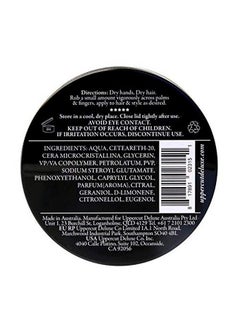 Directions: Dry hands. Dry hair.
Rub a small amount vigorously across palms
& fingers, apply to hair & style as desired.
Store in a cool, dry place. Close lid tightly after use.
AVOID EYE CONTACT.
KEEP OUT OF REACH OF CHILDREN.
IF IRRITATION OCCURS, DISCONTINUE USE.
INGREDIENTS: AQUA, CETEARETH-20,
CERA MICROCRISTALLINA, GLYCERIN,
VP/VA COPOLYMER, PETROLATUM, PVP,
SODIUM STEROYL GLUTAMATE,
PHENOXYETHANOL, CAPRYLYL GLYCOL,
PARFUM (AROMA), CITRAL,
GERANIOL, D-LIMONENE,
CITRONELLOL, EUGENOL
uppercutdeluxe.com
Made in Australia. Manufactured for Uppercut Deluxe Australia Pty Ltd
Unit 1, 25 Burchill St, Loganholme, QLD 4129
EU RP Uppercut Deluxe Co Limited 1A.1 North Road,
Marchwood Industrial Park, Southampton SO40 4BL
USA Uppercut Deluxe Co. Inc.
4040 Calle Platino, Suite 102, Oceanside,
CA 92056